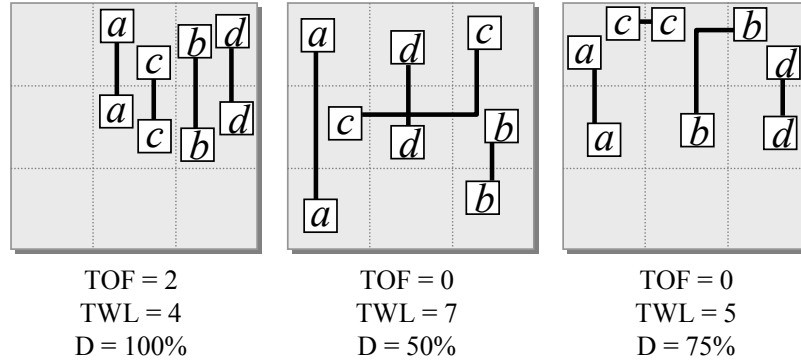 a
c
b
d
a
c
b
d
TOF = 2
TWL = 4
D = 100%
a
d
c
c
d
b
b
a
TOF = 0
TWL = 7
D = 50%
c c
b
a
d
b
d
a
TOF = 0
TWL = 5
D = 75%